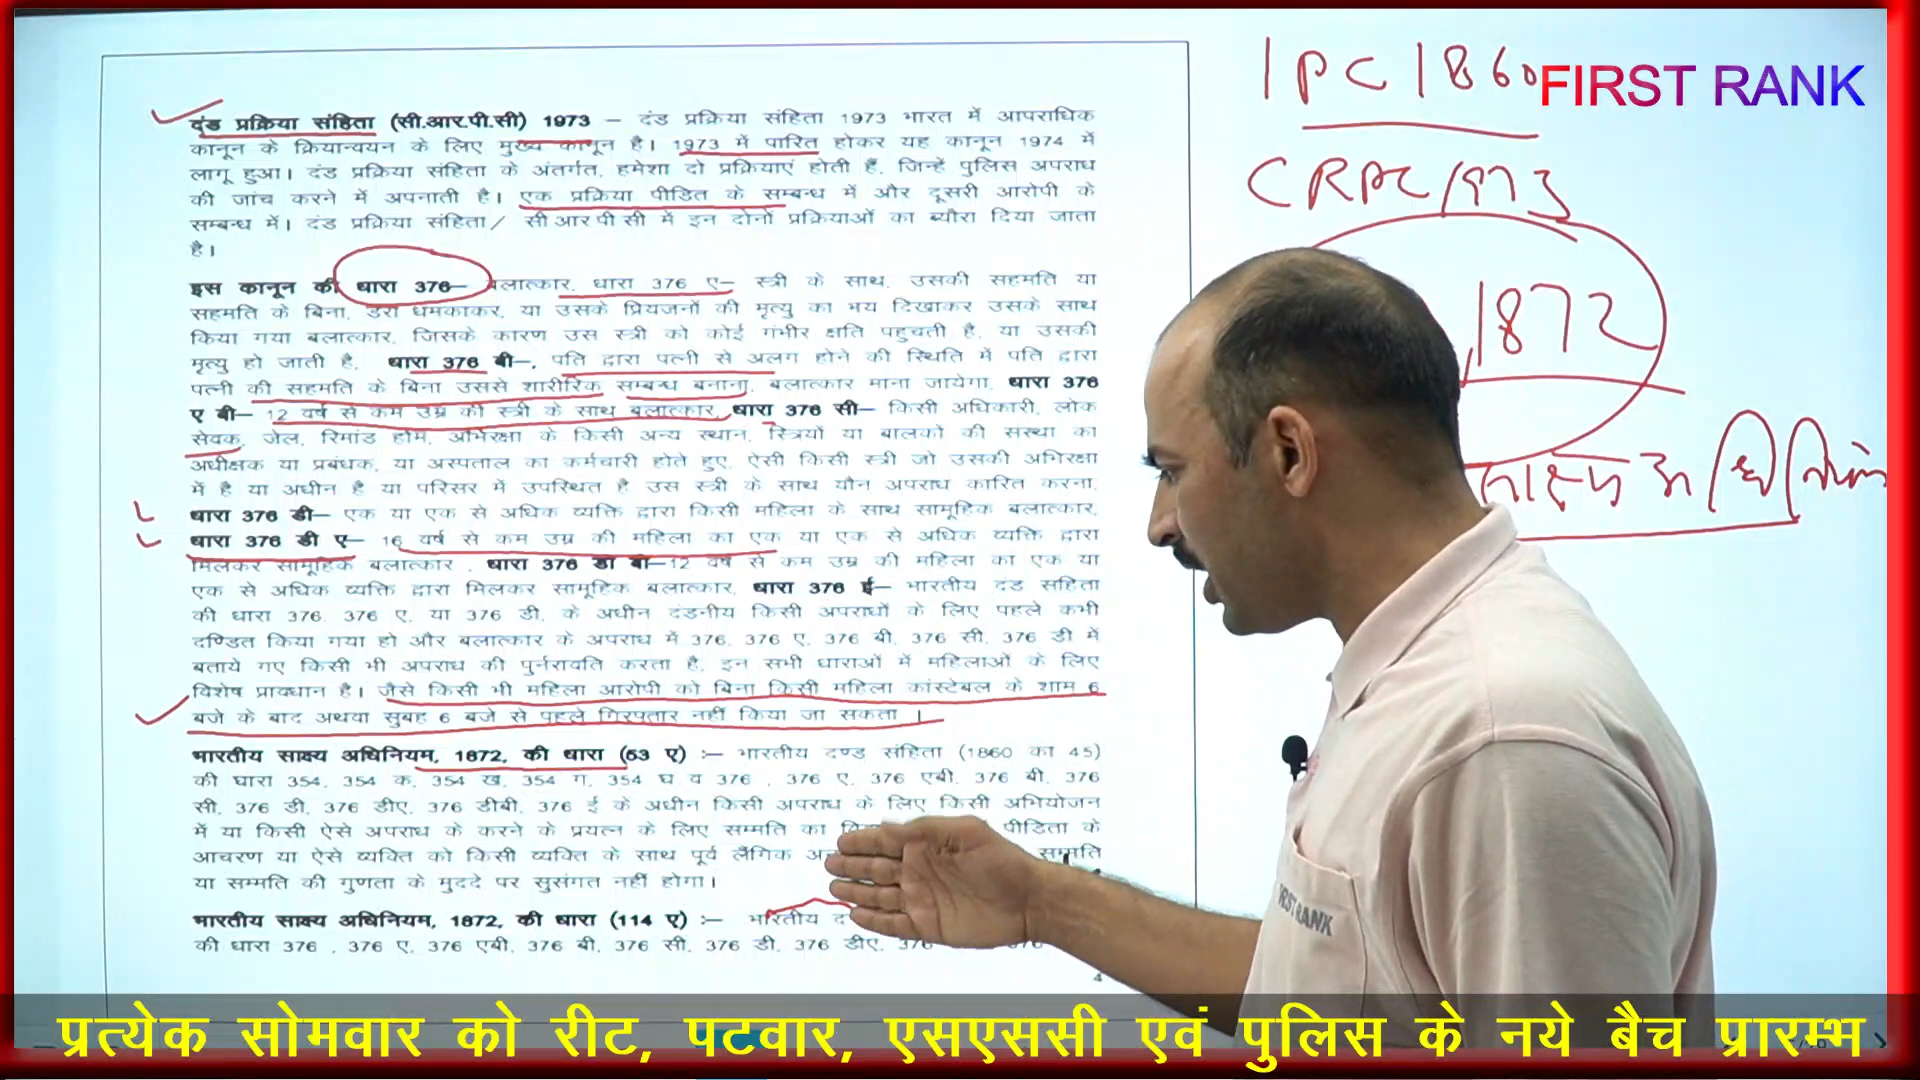 दंड प्रक्रिया संहिता (सी.आर.पी.सी) 1973 – दंड प्रक्रिया संहिता 1973 भारत में आपराधिक
कानून के क्रियान्वयन के लिए मुख्य कानून है। 1973 में पारित होकर यह कानून 1974 में
लागू हुआ। दंड प्रक्रिया संहिता के अंतर्गत, हमेशा दो प्रक्रियाएं होती हैं, जिन्हें पुलिस अपराध
की जांच करने में अपनाती है। एक प्रक्रिया पीडित के सम्बन्ध में और दूसरी आरोपी के
सम्बन्ध में। दंड प्रक्रिया संहिता/ सी आर पी सी में इन दोनों प्रक्रियाओं का ब्यौरा दिया जाता
है।
इस कानून की धारा 376– बलात्कार, धारा 376 ए– स्त्री के साथ, उसकी सहमति या
सहमति के बिना, डरा धमकाकर, या उसके प्रियजनों की मृत्यु का भय दिखाकर उसके साथ
किया गया बलात्कार, जिसके कारण उस स्त्री को कोई गंभीर क्षति पहुचती है, या उसकी
मृत्यु हो जाती है, धारा 376 बी–, पति द्वारा पत्नी से अलग होने की स्थिति में पति द्वारा
पत्नी की सहमति के बिना उससे शारीरिक सम्बन्ध बनाना, बलात्कार माना जायेगा, धारा 376
ए बी– 12 वर्ष से कम उम्र की स्त्री के साथ बलात्कार, धारा 376 सी– किसी अधिकारी, लोक
सेवक, जेल, रिमांड होम, अभिरक्षा के किसी अन्य स्थान, स्त्रियों या बालकों की संस्था का
अधीक्षक या प्रबंधक, या अस्पताल का कर्मचारी होते हुए, ऐसी किसी स्त्री जो उसकी अभिरक्षा
में है या अधीन है या परिसर में उपस्थित है उस स्त्री के साथ यौन अपराध कारित करना,
धारा 376 डी– एक या एक से अधिक व्यक्ति द्वारा किसी महिला के साथ सामूहिक बलात्कार,
धारा 376 डी ए– 16 वर्ष से कम उम्र की महिला का एक या एक से अधिक व्यक्ति द्वारा
मिलकर सामूहिक बलात्कार , धारा 376 डी बी–12 वर्ष से कम उम्र की महिला का एक या
एक से अधिक व्यक्ति द्वारा मिलकर सामूहिक बलात्कार, धारा 376 ई– भारतीय दंड सहिता
की धारा 376, 376 ए, या 376 डी, के अधीन दंडनीय किसी अपराधों के लिए पहले कभी
दण्डित किया गया हो और बलात्कार के अपराध में 376, 376 ए, 376 बी, 376 सी, 376 डी में
बताये गए किसी भी अपराध की पुर्नरावति करता है, इन सभी धाराओं में महिलाओं के लिए
विशेष प्रावधान है। जैसे किसी भी महिला आरोपी को बिना किसी महिला कांस्टेबल के शाम 6
बजे के बाद अथवा सुबह 6 बजे से पहले गिरफ्तार नहीं किया जा सकता ।
भारतीय साक्ष्य अधिनियम, 1872, की धारा (53 ए) :– भारतीय दण्ड संहिता (1860 का 45)
की धारा 354, 354 क, 354 ख, 354 ग, 354 घ व 376 , 376 ए, 376 एबी, 376 बी, 376
सी, 376 डी, 376 डीए, 376 डीबी, 376 ई के अधीन किसी अपराध के लिए किसी अभियोजन
में या किसी ऐसे अपराध के करने के प्रयत्न के लिए सम्मति का पीडिता के
आचरण या ऐसे व्यक्ति को किसी व्यक्ति के साथ पूर्व लैंगिक सम्मति
या सम्मति की गुणता के मुददे पर सुसंगत नहीं होगा।
भारतीय साक्ष्य अधिनियम, 1872, की धारा (114 ए) :– भारतीय
की धारा 376 , 376 ए, 376 एबी, 376 बी, 376 सी, 376 डी, 376 डीए, 376
4
IPC 1860
FIRST RANK
CRPC 1973
1872
साक्ष्य अधिनियम
FIRST RANK
प्रत्येक सोमवार को रीट, पटवार, एसएससी एवं पुलिस के नये बैच प्रारम्भ